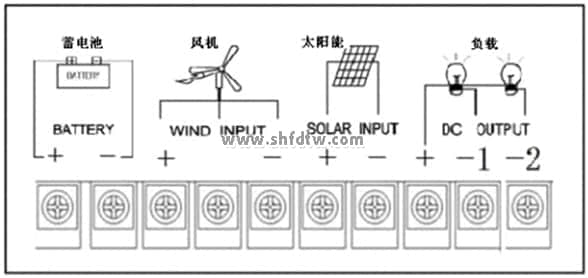 蓄电池 风机 太阳能 负载
BATTERY
BATTERY WIND INPUT SOLAR INPUT DC OUTPUT
www.shfdtw.com
+ − + − + − + −1 −2